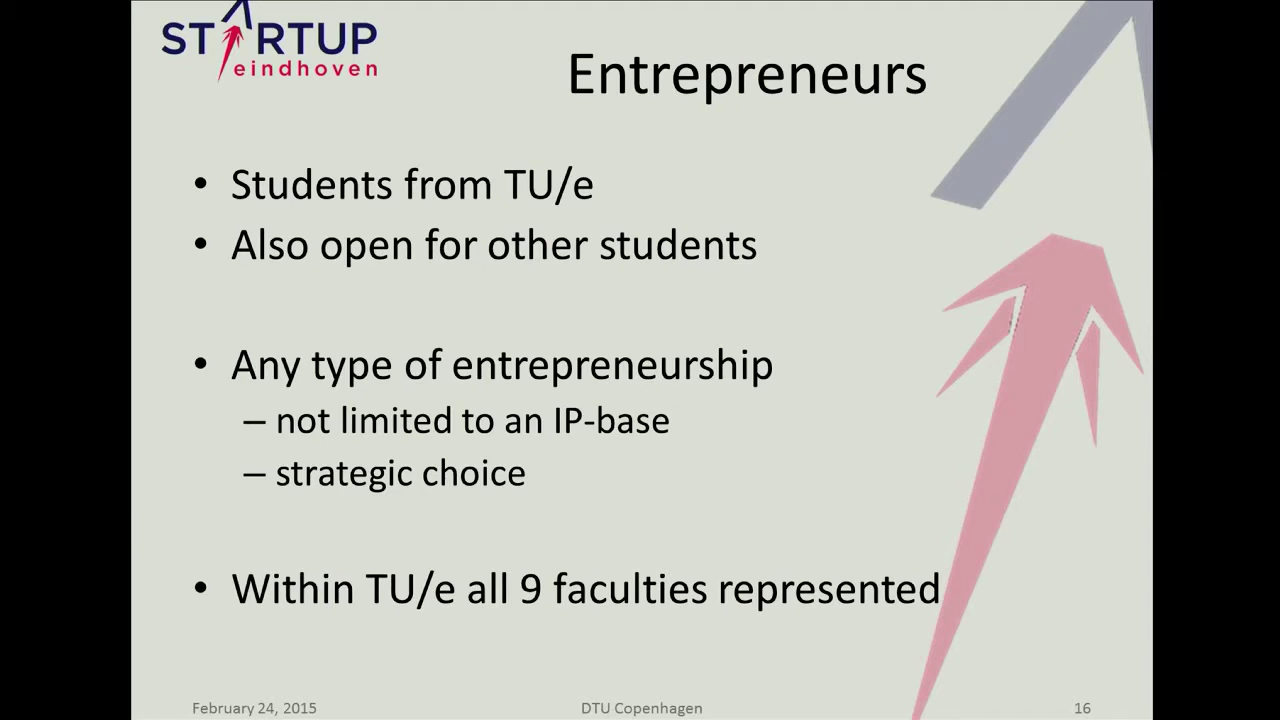 STARTUP
eindhoven
Entrepreneurs
• Students from TU/e
• Also open for other students
• Any type of entrepreneurship
– not limited to an IP-base
– strategic choice
• Within TU/e all 9 faculties represented
February 24, 2015
DTU Copenhagen
16